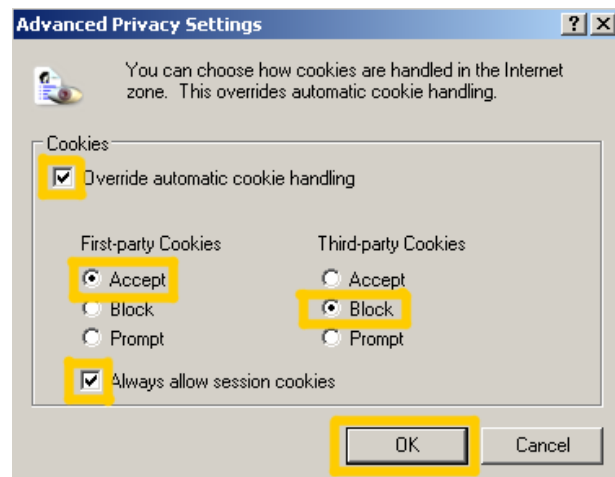 Advanced Privacy Settings
You can choose how cookies are handled in the Internet
zone. This overrides automatic cookie handling.
Cookies
Override automatic cookie handling
First-party Cookies Third-party Cookies
Accept Accept
Block Block
Prompt Prompt
Always allow session cookies
OK Cancel